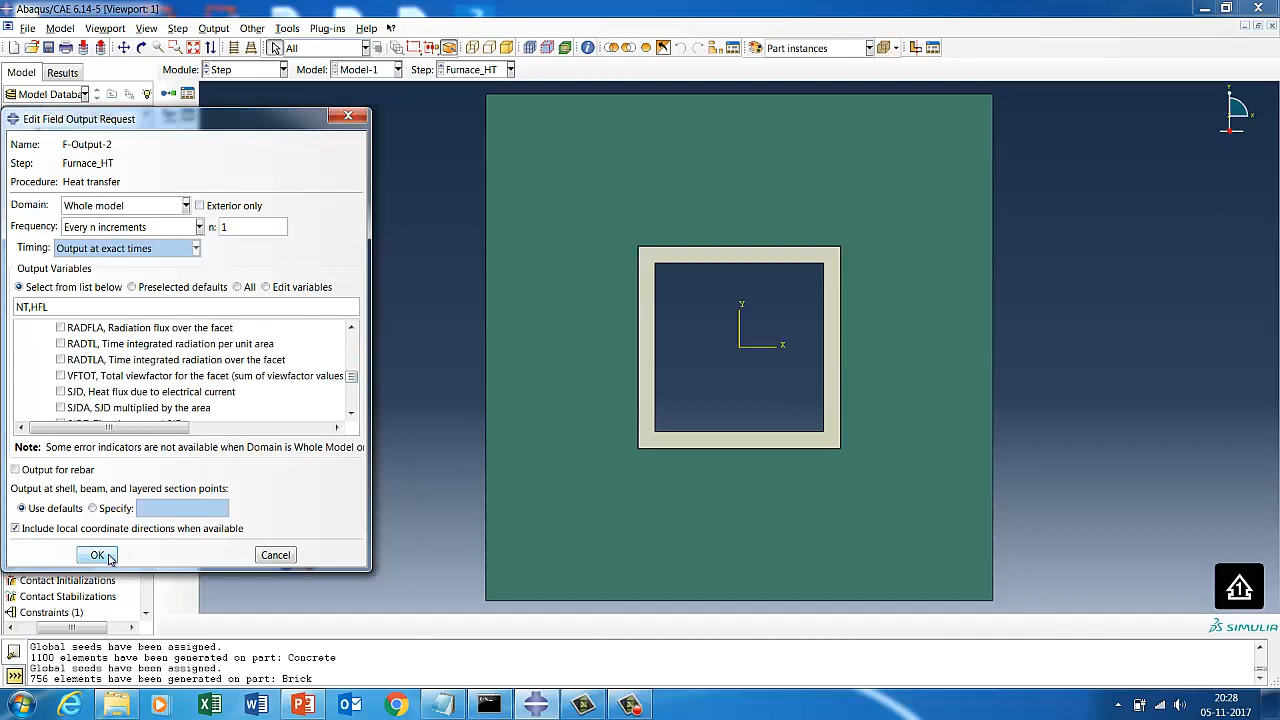 Abaqus/CAE 6.14-5 [Viewport: 1]
File Model Viewport View Step Output Other Tools Plug-ins Help
All
Part instances
Model Results Module: Step Model: Model-1 Step: Furnace_HT
Model Databa
Edit Field Output Request
Name: F-Output-2
Step: Furnace_HT
Procedure: Heat transfer
Domain: Whole model Exterior only
Frequency: Every n increments n: 1
Timing: Output at exact times
Output Variables
Select from list below Preselected defaults All Edit variables
NT,HFL
RADFLA, Radiation flux over the facet
RADTL, Time integrated radiation per unit area
RADTLA, Time integrated radiation over the facet
VFTOT, Total viewfactor for the facet (sum of viewfactor values
SJD, Heat flux due to electrical current
SJDA, SJD multiplied by the area
Note: Some error indicators are not available when Domain is Whole Model or
Output for rebar
Output at shell, beam, and layered section points:
Use defaults Specify:
Include local coordinate directions when available
OK Cancel
Contact Initializations
Contact Stabilizations
Constraints (1)
Y
X
Y
X
1
SIMULIA
Global seeds have been assigned.
1100 elements have been generated on part: Concrete
Global seeds have been assigned.
756 elements have been generated on part: Brick
20:28
05-11-2017